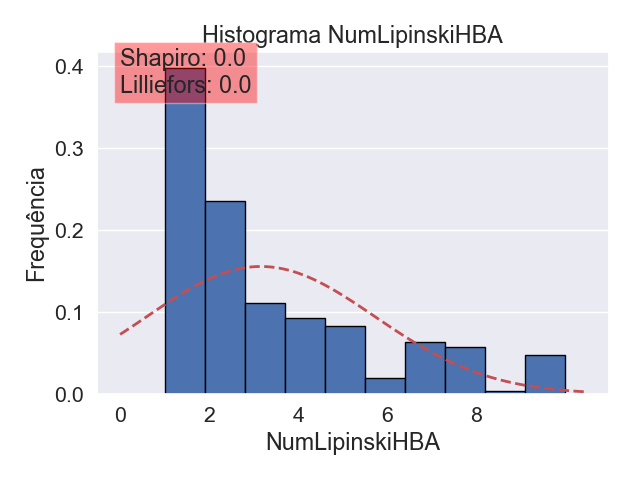 Histograma NumLipinskiHBA
Shapiro: 0.0
Lilliefors: 0.0
Frequência
0.4
0.3
0.2
0.1
0.0
0 2 4 6 8
NumLipinskiHBA